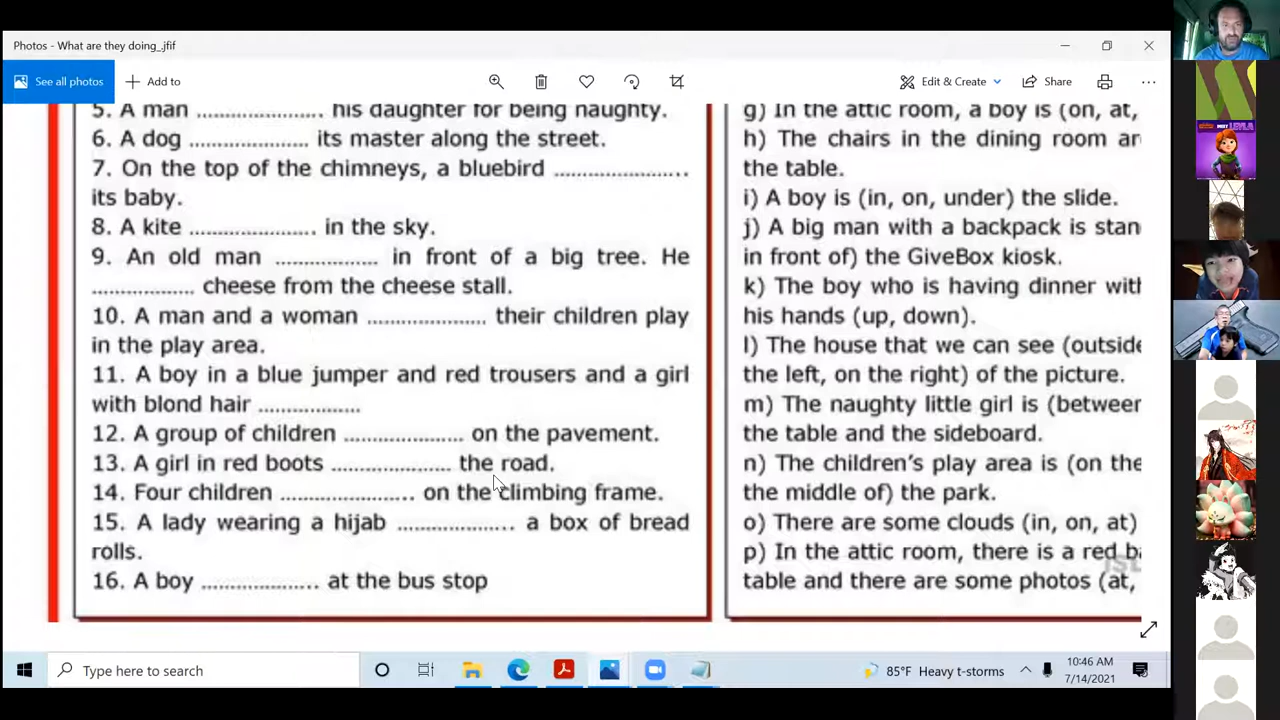 Photos - What are they doing_.jfif
See all photos
Add to
Edit & Create
Share
5. A man ...................... his daughter for being naughty.
6. A dog ..................... its master along the street.
7. On the top of the chimneys, a bluebird ........................
its baby.
8. A kite ...................... in the sky.
9. An old man .................. in front of a big tree. He
.................. cheese from the cheese stall.
10. A man and a woman ..................... their children play
in the play area.
11. A boy in a blue jumper and red trousers and a girl
with blond hair ..................
12. A group of children ..................... on the pavement.
13. A girl in red boots ..................... the road.
14. Four children ........................ on the climbing frame.
15. A lady wearing a hijab ..................... a box of bread
rolls.
16. A boy ..................... at the bus stop
g) In the attic room, a boy is (on, at,
h) The chairs in the dining room ar
the table.
i) A boy is (in, on, under) the slide.
j) A big man with a backpack is stan
in front of) the GiveBox kiosk.
k) The boy who is having dinner wit
his hands (up, down).
l) The house that we can see (outside
the left, on the right) of the picture.
m) The naughty little girl is (between
the table and the sideboard.
n) The children's play area is (on the
the middle of) the park.
o) There are some clouds (in, on, at)
p) In the attic room, there is a red b
table and there are some photos (at,
Type here to search
85°F Heavy t-storms
10:46 AM
7/14/2021